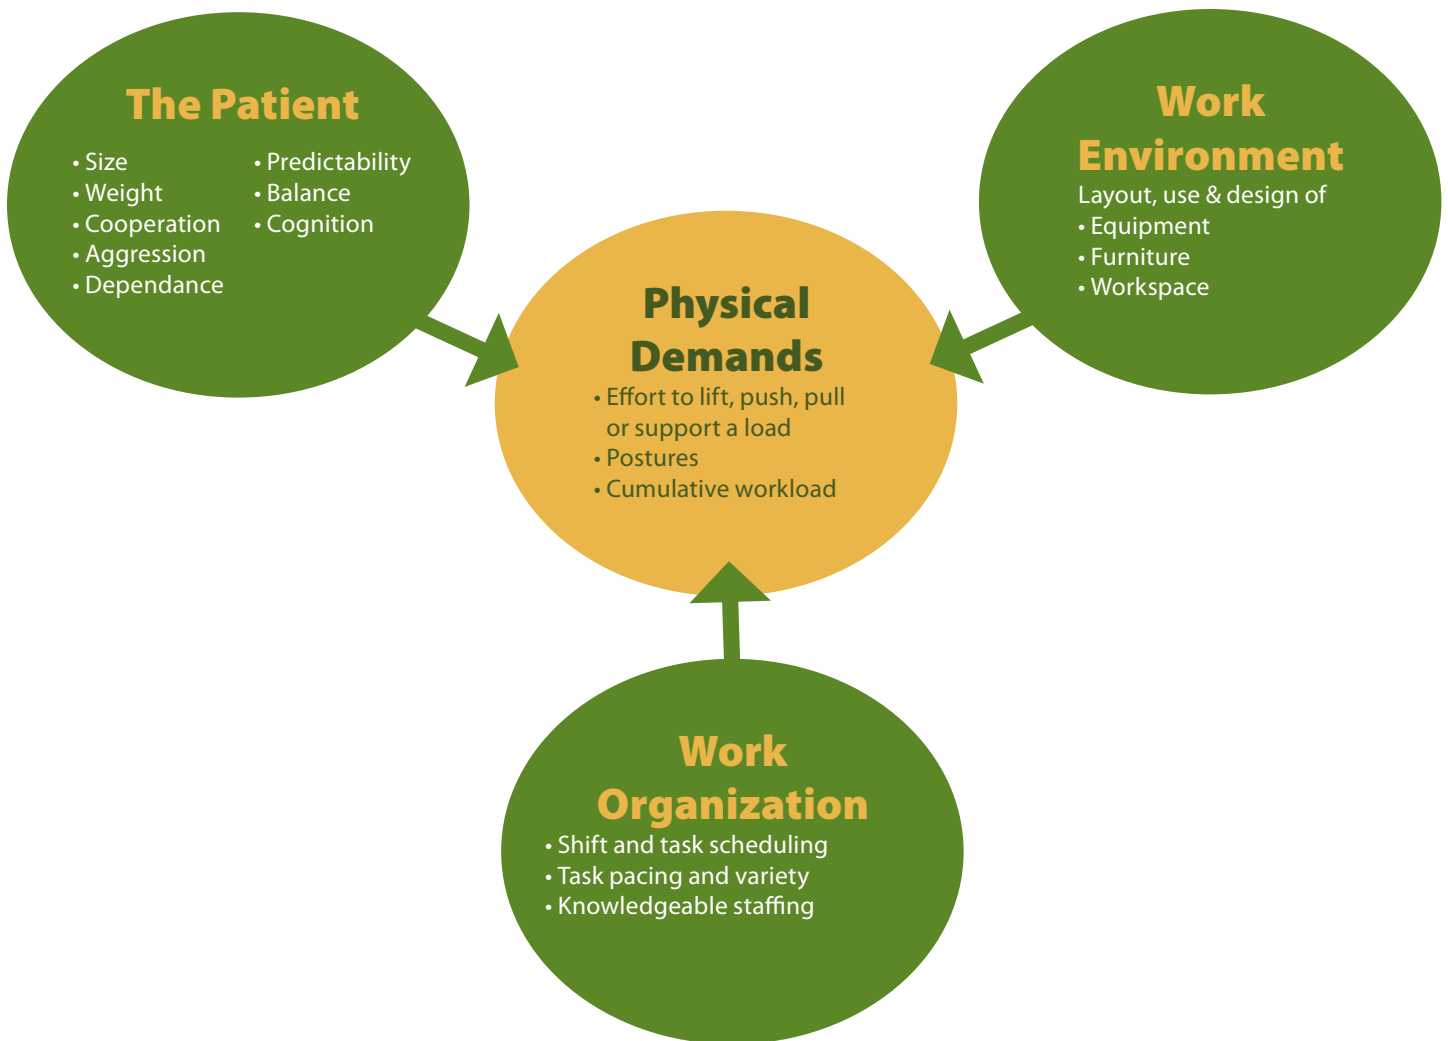 The Patient
• Size
• Weight
• Cooperation
• Aggression
• Dependance
• Predictability
• Balance
• Cognition
Work
Environment
Layout, use & design of
• Equipment
• Furniture
• Workspace
Physical
Demands
• Effort to lift, push, pull
or support a load
• Postures
• Cumulative workload
Work
Organization
• Shift and task scheduling
• Task pacing and variety
• Knowledgeable staffing